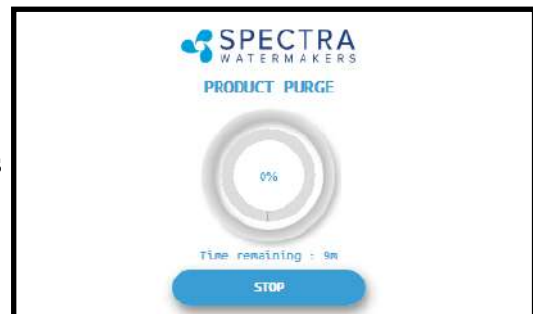 SPECTRA
WATERMAKERS
PRODUCT PURGE
0%
Time remaining : 9m
STOP